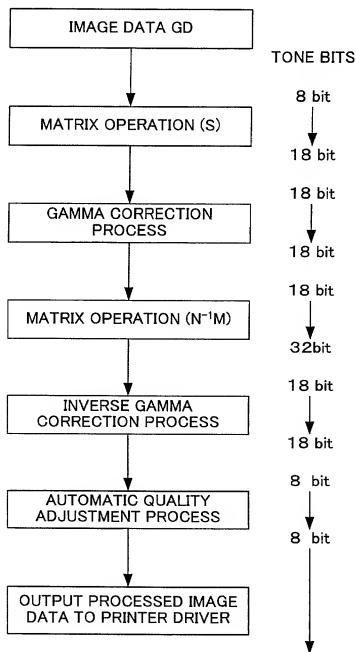 IMAGE DATA GD
TONE BITS
8 bit
MATRIX OPERATION (S)
18 bit
18 bit
GAMMA CORRECTION
PROCESS
18 bit
18 bit
MATRIX OPERATION (N⁻¹M)
32bit
18 bit
INVERSE GAMMA
CORRECTION PROCESS
18 bit
8 bit
AUTOMATIC QUALITY
ADJUSTMENT PROCESS
8 bit
OUTPUT PROCESSED IMAGE
DATA TO PRINTER DRIVER